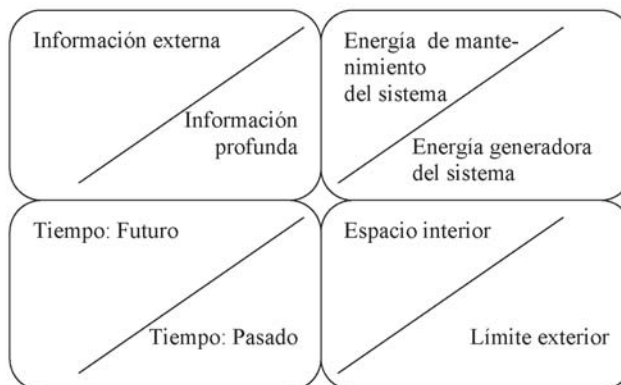 Información externa
Información
profunda
Energía de mante-
nimiento
del sistema
Energía generadora
del sistema
Tiempo: Futuro
Tiempo: Pasado
Espacio interior
Límite exterior